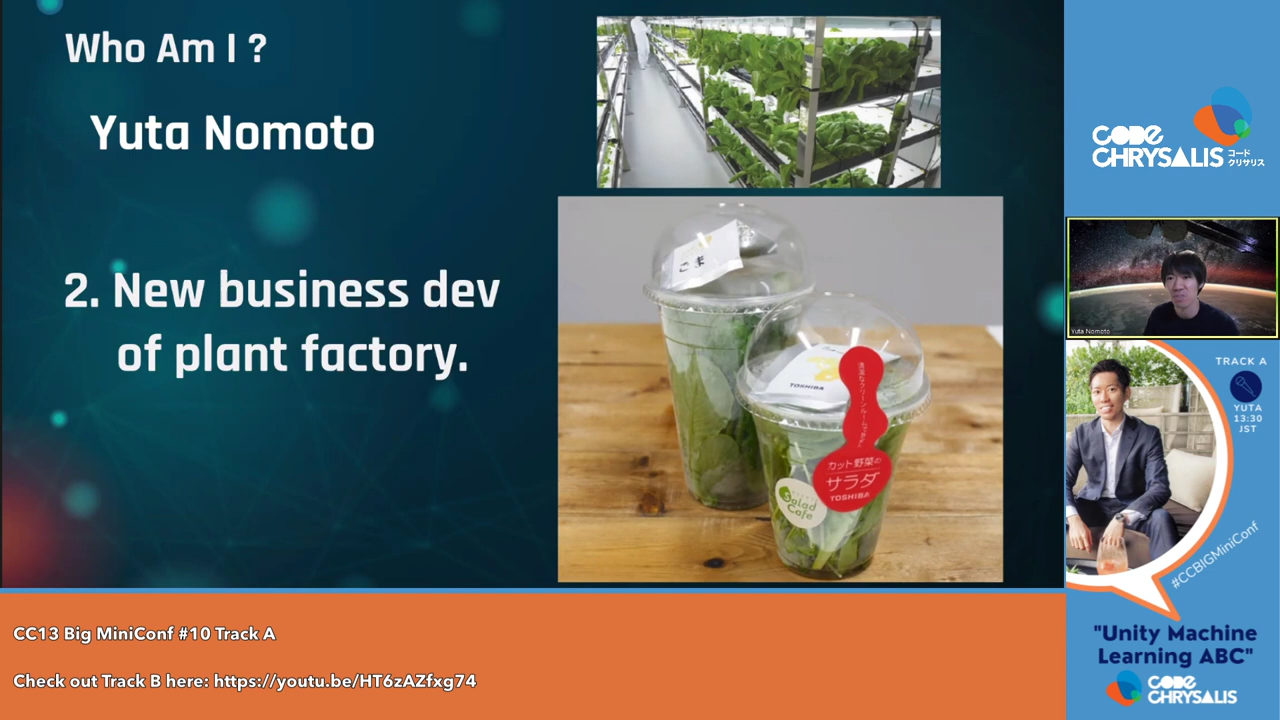 Who Am I ?
Yuta Nomoto
2. New business dev
of plant factory.
ごま
TOSHIBA
カット野菜の
サラダ
TOSHIBA
Salad
Cafe
CODE
CHRYSALIS
コード
クリサリス
Yuta Nomoto
TRACK A
YUTA
13:30
JST
#CCBIGMiniConf
"Unity Machine
Learning ABC"
CODE
CHRYSALIS
CC13 Big MiniConf #10 Track A
Check out Track B here: https://youtu.be/HT6zAZfxg74